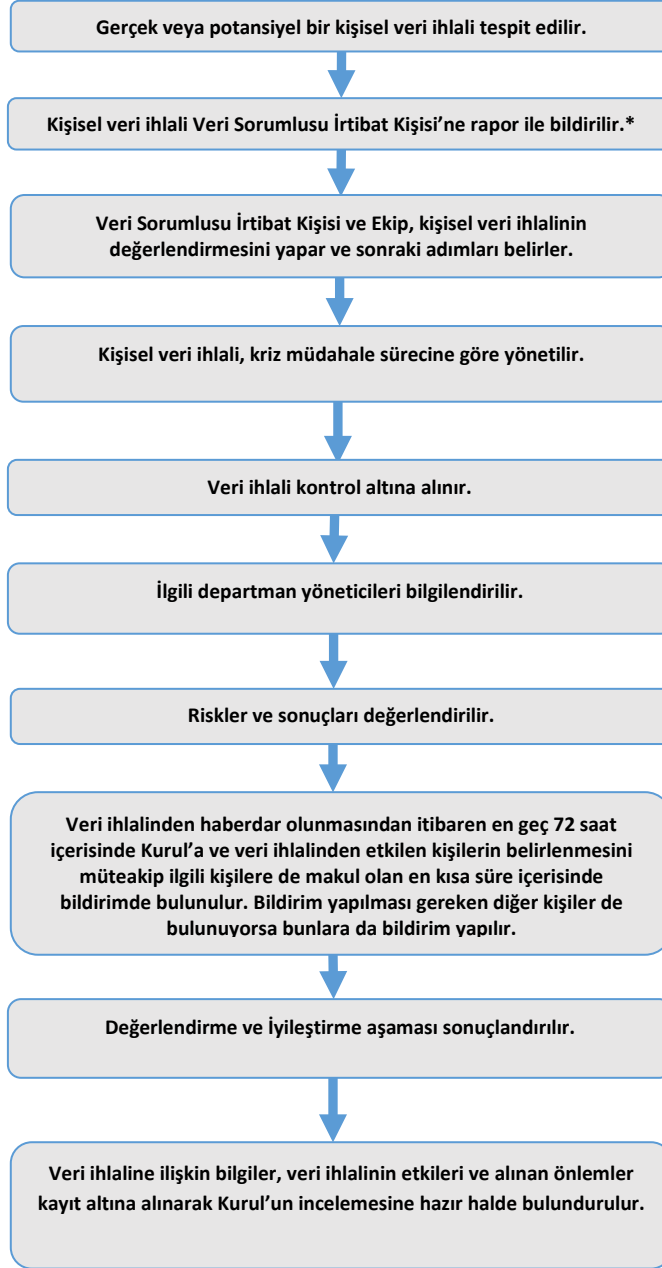 Gerçek veya potansiyel bir kişisel veri ihlali tespit edilir.
Kişisel veri ihlali Veri Sorumlusu İrtibat Kişisi’ne rapor ile bildirilir.*
Veri Sorumlusu İrtibat Kişisi ve Ekip, kişisel veri ihlalinin
değerlendirmesini yapar ve sonraki adımları belirler.
Kişisel veri ihlali, kriz müdahale sürecine göre yönetilir.
Veri ihlali kontrol altına alınır.
İlgili departman yöneticileri bilgilendirilir.
Riskler ve sonuçları değerlendirilir.
Veri ihlalinden haberdar olunmasından itibaren en geç 72 saat
içerisinde Kurul’a ve veri ihlalinden etkilen kişilerin belirlenmesini
müteakip ilgili kişilere de makul olan en kısa süre içerisinde
bildirimde bulunulur. Bildirim yapılması gereken diğer kişiler de
bulunuyorsa bunlara da bildirim yapılır.
Değerlendirme ve İyileştirme aşaması sonuçlandırılır.
Veri ihlaline ilişkin bilgiler, veri ihlalinin etkileri ve alınan önlemler
kayıt altına alınarak Kurul’un incelemesine hazır halde bulundurulur.